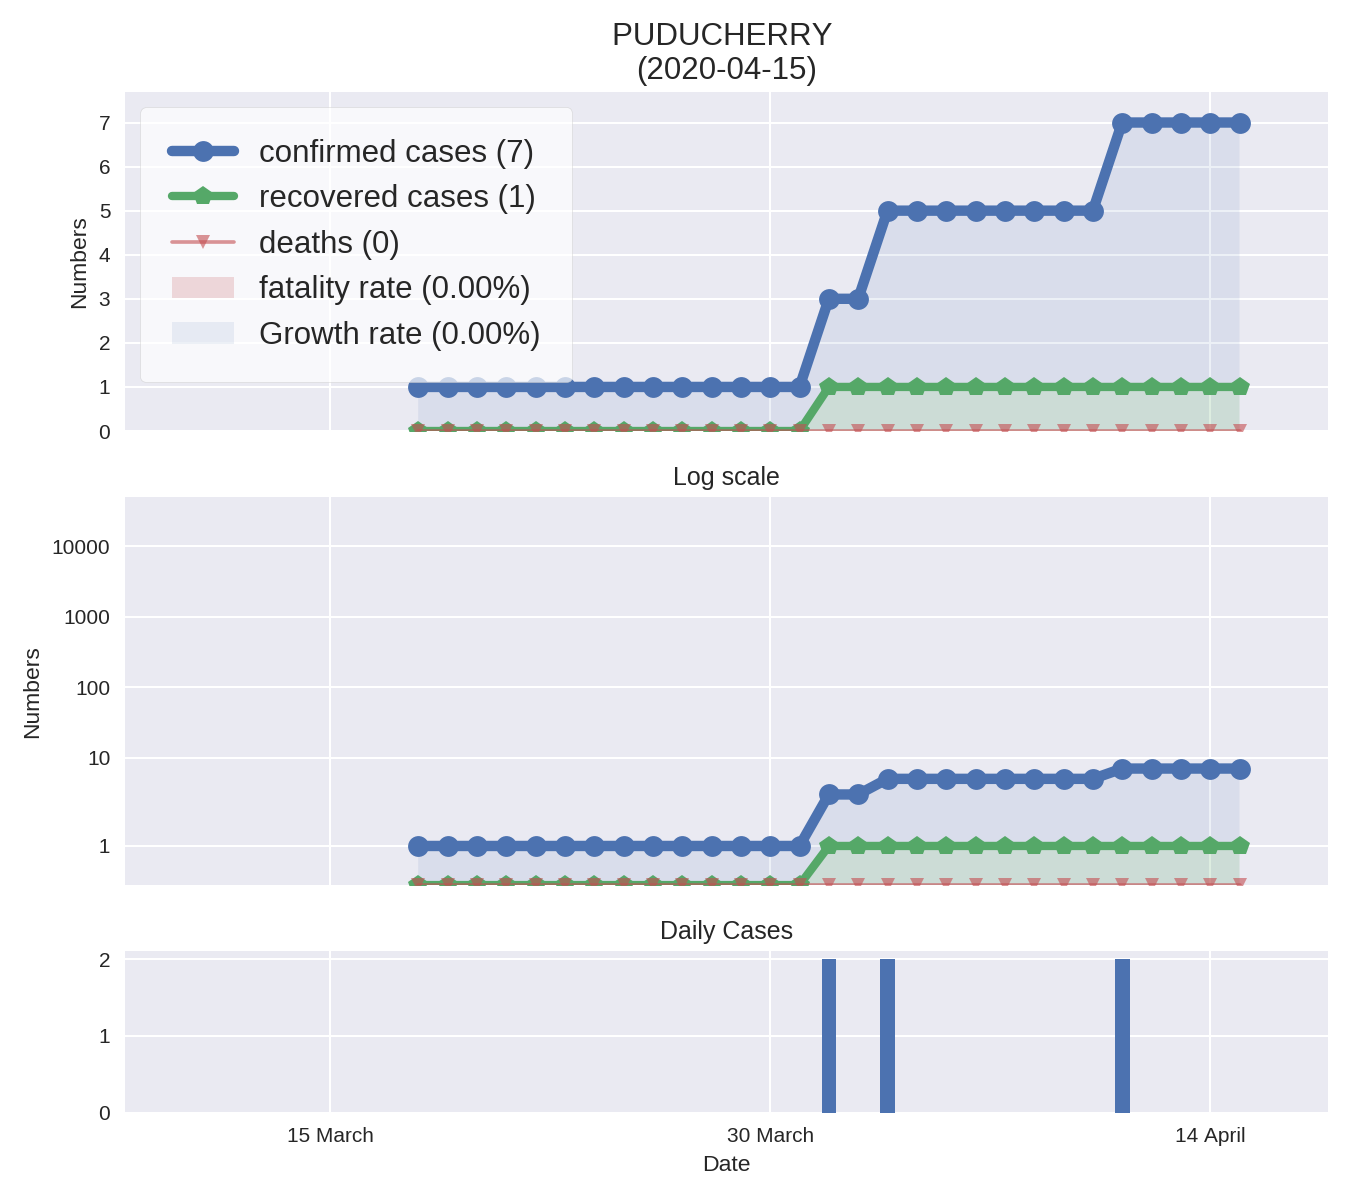 PUDUCHERRY
(2020-04-15)
7
6
5
4
3
2
1
0
Numbers
confirmed cases (7)
recovered cases (1)
deaths (0)
fatality rate (0.00%)
Growth rate (0.00%)
Log scale
10000
1000
100
10
1
Numbers
Daily Cases
2
1
0
15 March
30 March
14 April
Date